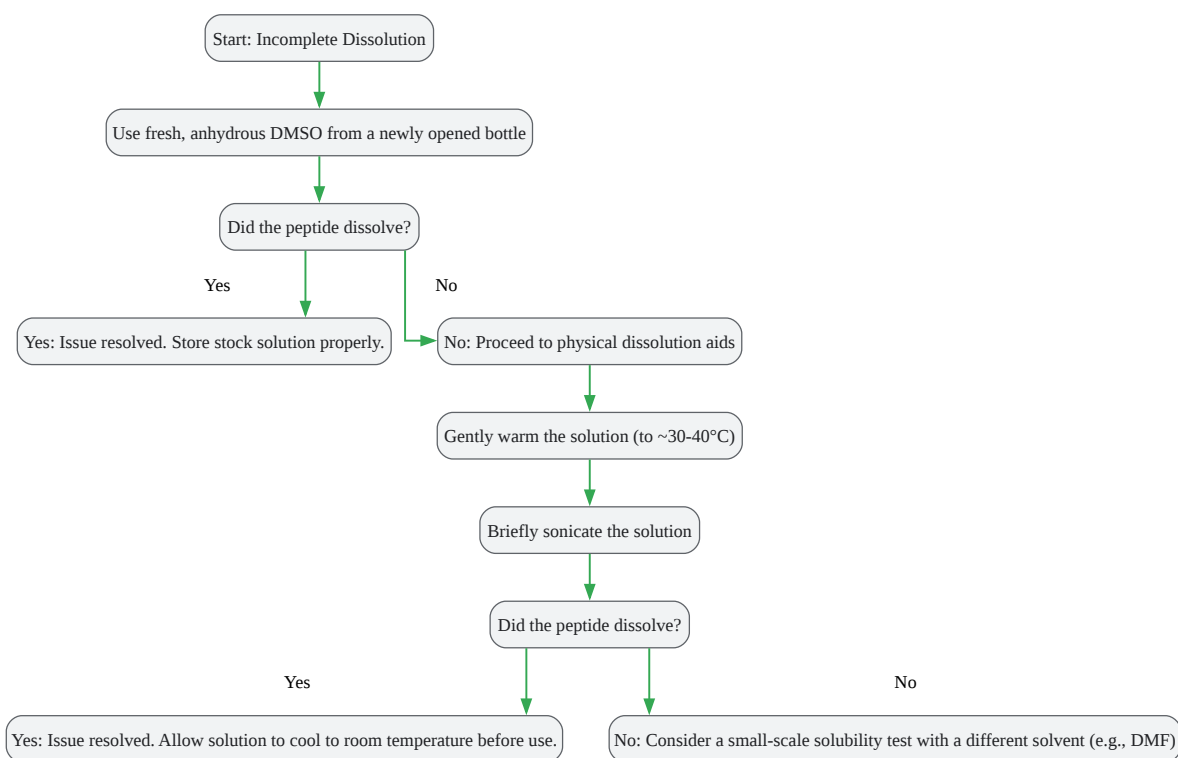 Start: Incomplete Dissolution
Use fresh, anhydrous DMSO from a newly opened bottle
Did the peptide dissolve?
Yes
No
Yes: Issue resolved. Store stock solution properly.
No: Proceed to physical dissolution aids
Gently warm the solution (to ~30-40°C)
Briefly sonicate the solution
Did the peptide dissolve?
Yes
No
Yes: Issue resolved. Allow solution to cool to room temperature before use.
No: Consider a small-scale solubility test with a different solvent (e.g., DMF)